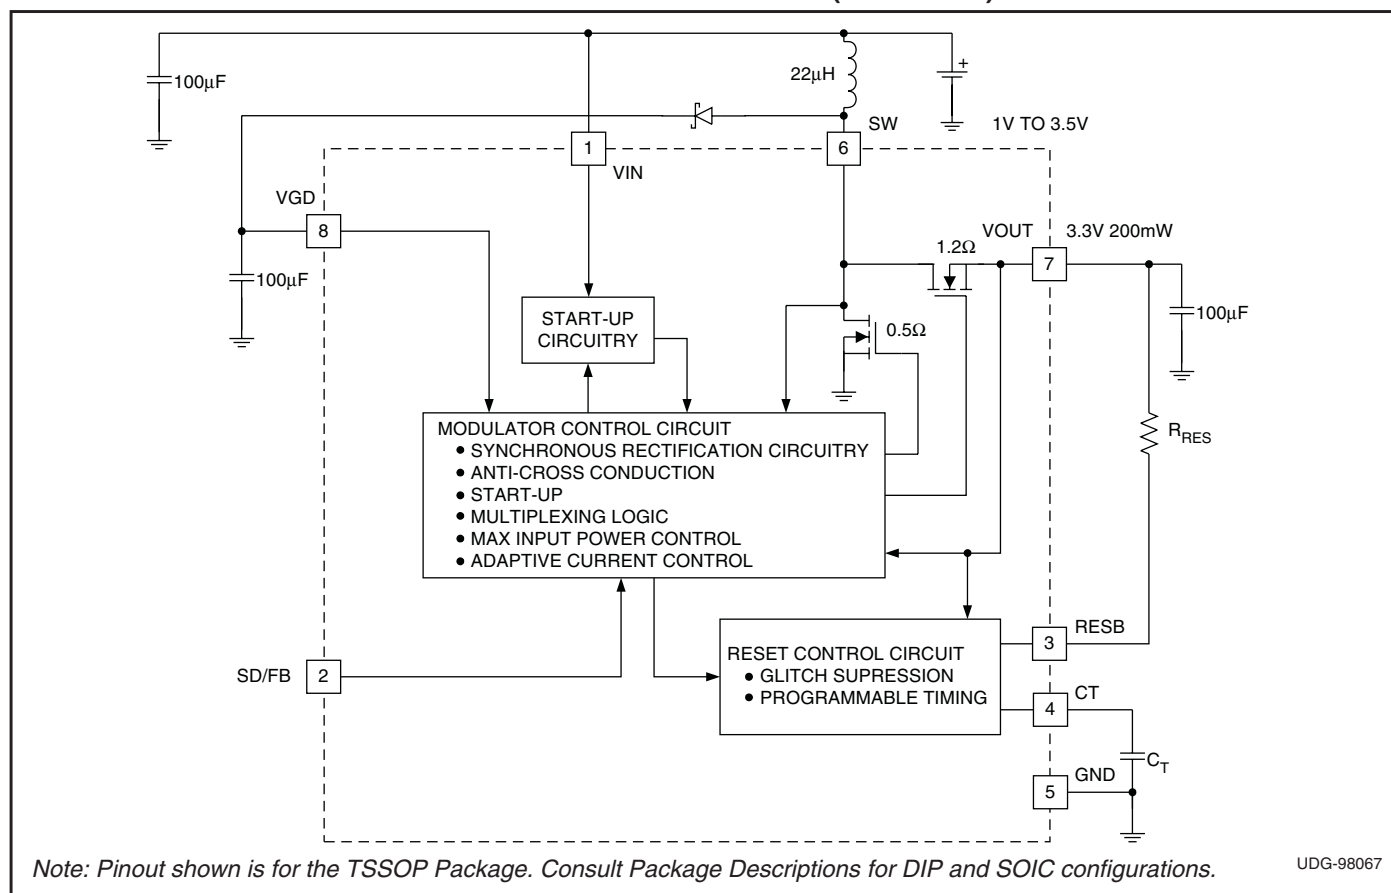 100µF
22µH
+
SW
1V TO 3.5V
1
6
VIN
VGD
8
VOUT
3.3V 200mW
1.2Ω
7
100µF
START-UP
CIRCUITRY
0.5Ω
100µF
MODULATOR CONTROL CIRCUIT
● SYNCHRONOUS RECTIFICATION CIRCUITRY
● ANTI-CROSS CONDUCTION
● START-UP
● MULTIPLEXING LOGIC
● MAX INPUT POWER CONTROL
● ADAPTIVE CURRENT CONTROL
RRES
SD/FB
2
RESET CONTROL CIRCUIT
● GLITCH SUPRESSION
● PROGRAMMABLE TIMING
3
RESB
4
CT
CT
5
GND
Note: Pinout shown is for the TSSOP Package. Consult Package Descriptions for DIP and SOIC configurations.
UDG-98067